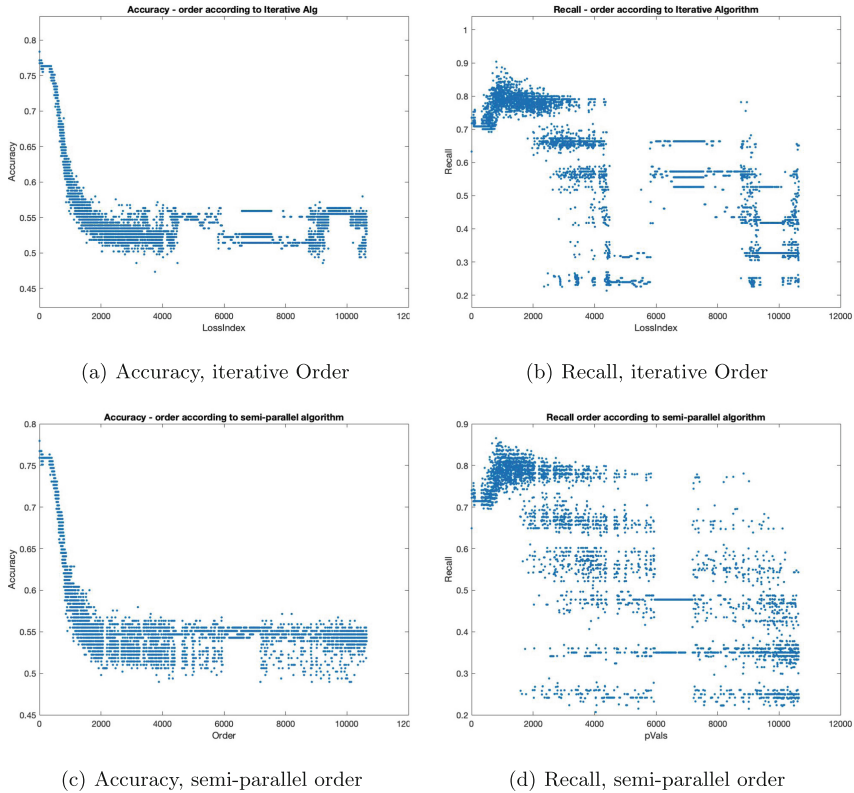 Accuracy - order according to Iterative Alg
0.8
0.75
0.7
0.65
0.6
0.55
0.5
0.45
Accuracy
0 2000 4000 6000 8000 10000 120
LossIndex
(a) Accuracy, iterative Order
Recall - order according to Iterative Algorithm
1
0.9
0.8
0.7
0.6
0.5
0.4
0.3
0.2
Recall
0 2000 4000 6000 8000 10000 12000
LossIndex
(b) Recall, iterative Order
Accuracy - order according to semi-parallel algorithm
0.8
0.75
0.7
0.65
0.6
0.55
0.5
0.45
Accuracy
0 2000 4000 6000 8000 10000 120
Order
(c) Accuracy, semi-parallel order
Recall order according to semi-parallel algorithm
0.9
0.8
0.7
0.6
0.5
0.4
0.3
0.2
Recall
0 2000 4000 6000 8000 10000 12000
pVals
(d) Recall, semi-parallel order